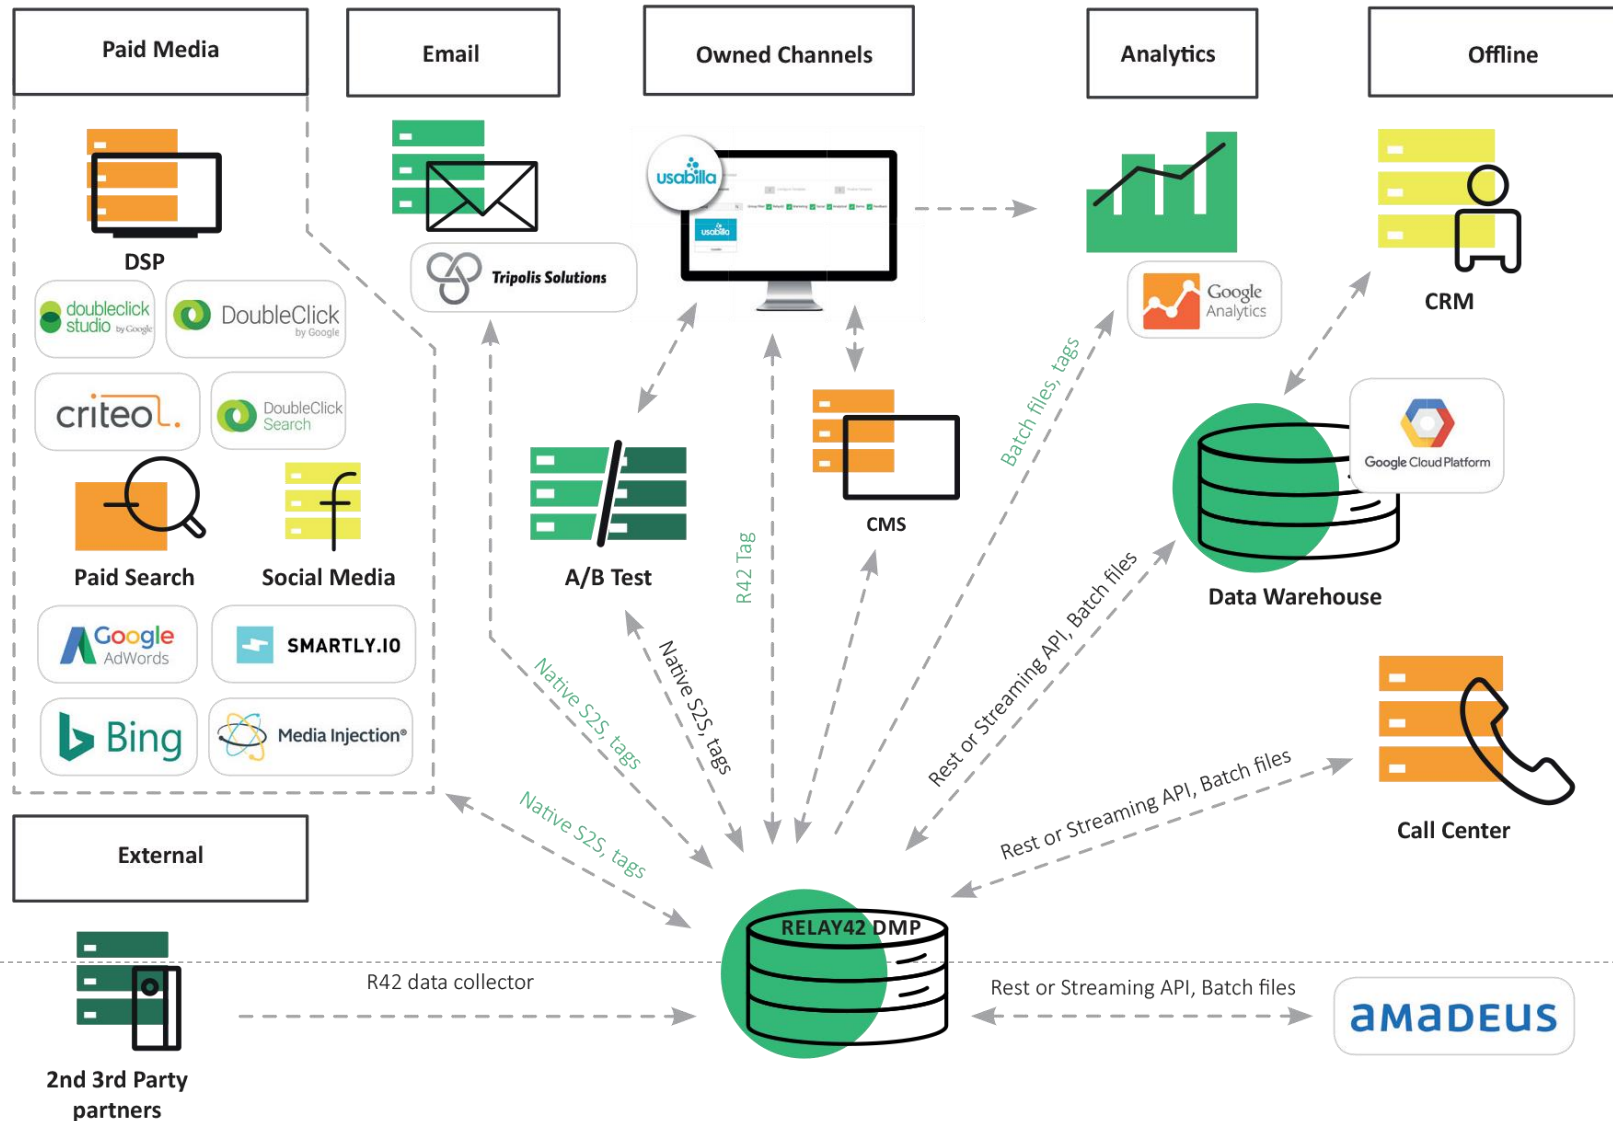 Paid Media
Email
Owned Channels
Analytics
Offline
usabilla
usabilla
DSP
doubleclick
studio by Google
DoubleClick
by Google
criteo
DoubleClick
Search
Paid Search
Social Media
Google
AdWords
SMARTLY.IO
Bing
Media Injection®
Tripolis Solutions
A/B Test
CMS
Google
Analytics
CRM
Google Cloud Platform
Data Warehouse
Call Center
Native S2S, tags
Native S2S, tags
Native S2S, tags
R42 Tag
Batch files, tags
Rest or Streaming API, Batch files
Rest or Streaming API, Batch files
External
2nd 3rd Party
partners
R42 data collector
RELAY42 DMP
Rest or Streaming API, Batch files
aMaDEUS